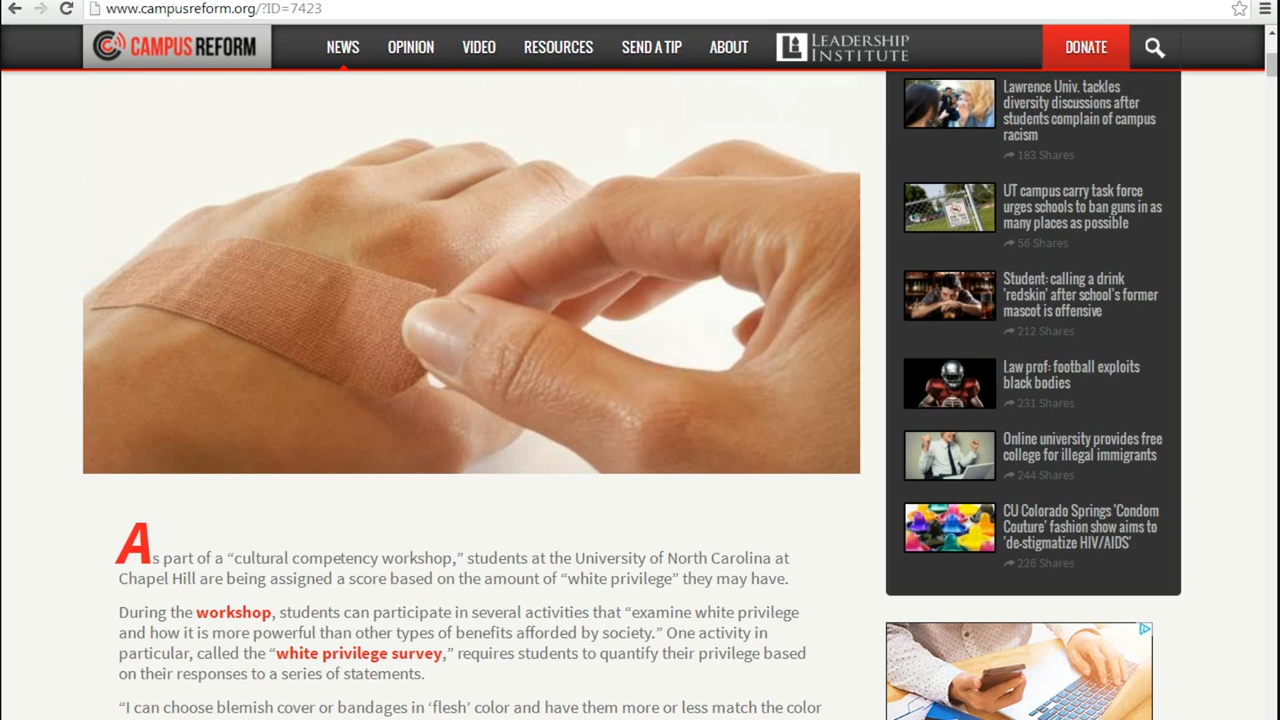 www.campusreform.org/?ID=7423
CAMPUS REFORM
NEWS
OPINION
VIDEO
RESOURCES
SEND A TIP
ABOUT
LEADERSHIP
INSTITUTE
DONATE
Lawrence Univ. tackles
diversity discussions after
students complain of campus
racism
183 Shares
UT campus carry task force
urges schools to ban guns in as
many places as possible
56 Shares
Student: calling a drink
'redskin' after school's former
mascot is offensive
212 Shares
Law prof: football exploits
black bodies
231 Shares
Online university provides free
college for illegal immigrants
244 Shares
CU Colorado Springs 'Condom
Couture' fashion show aims to
'de-stigmatize HIV/AIDS'
226 Shares
As part of a “cultural competency workshop,” students at the University of North Carolina at
Chapel Hill are being assigned a score based on the amount of “white privilege” they may have.
During the workshop, students can participate in several activities that “examine white privilege
and how it is more powerful than other types of benefits afforded by society.” One activity in
particular, called the “white privilege survey,” requires students to quantify their privilege based
on their responses to a series of statements.
“I can choose blemish cover or bandages in ‘flesh’ color and have them more or less match the color